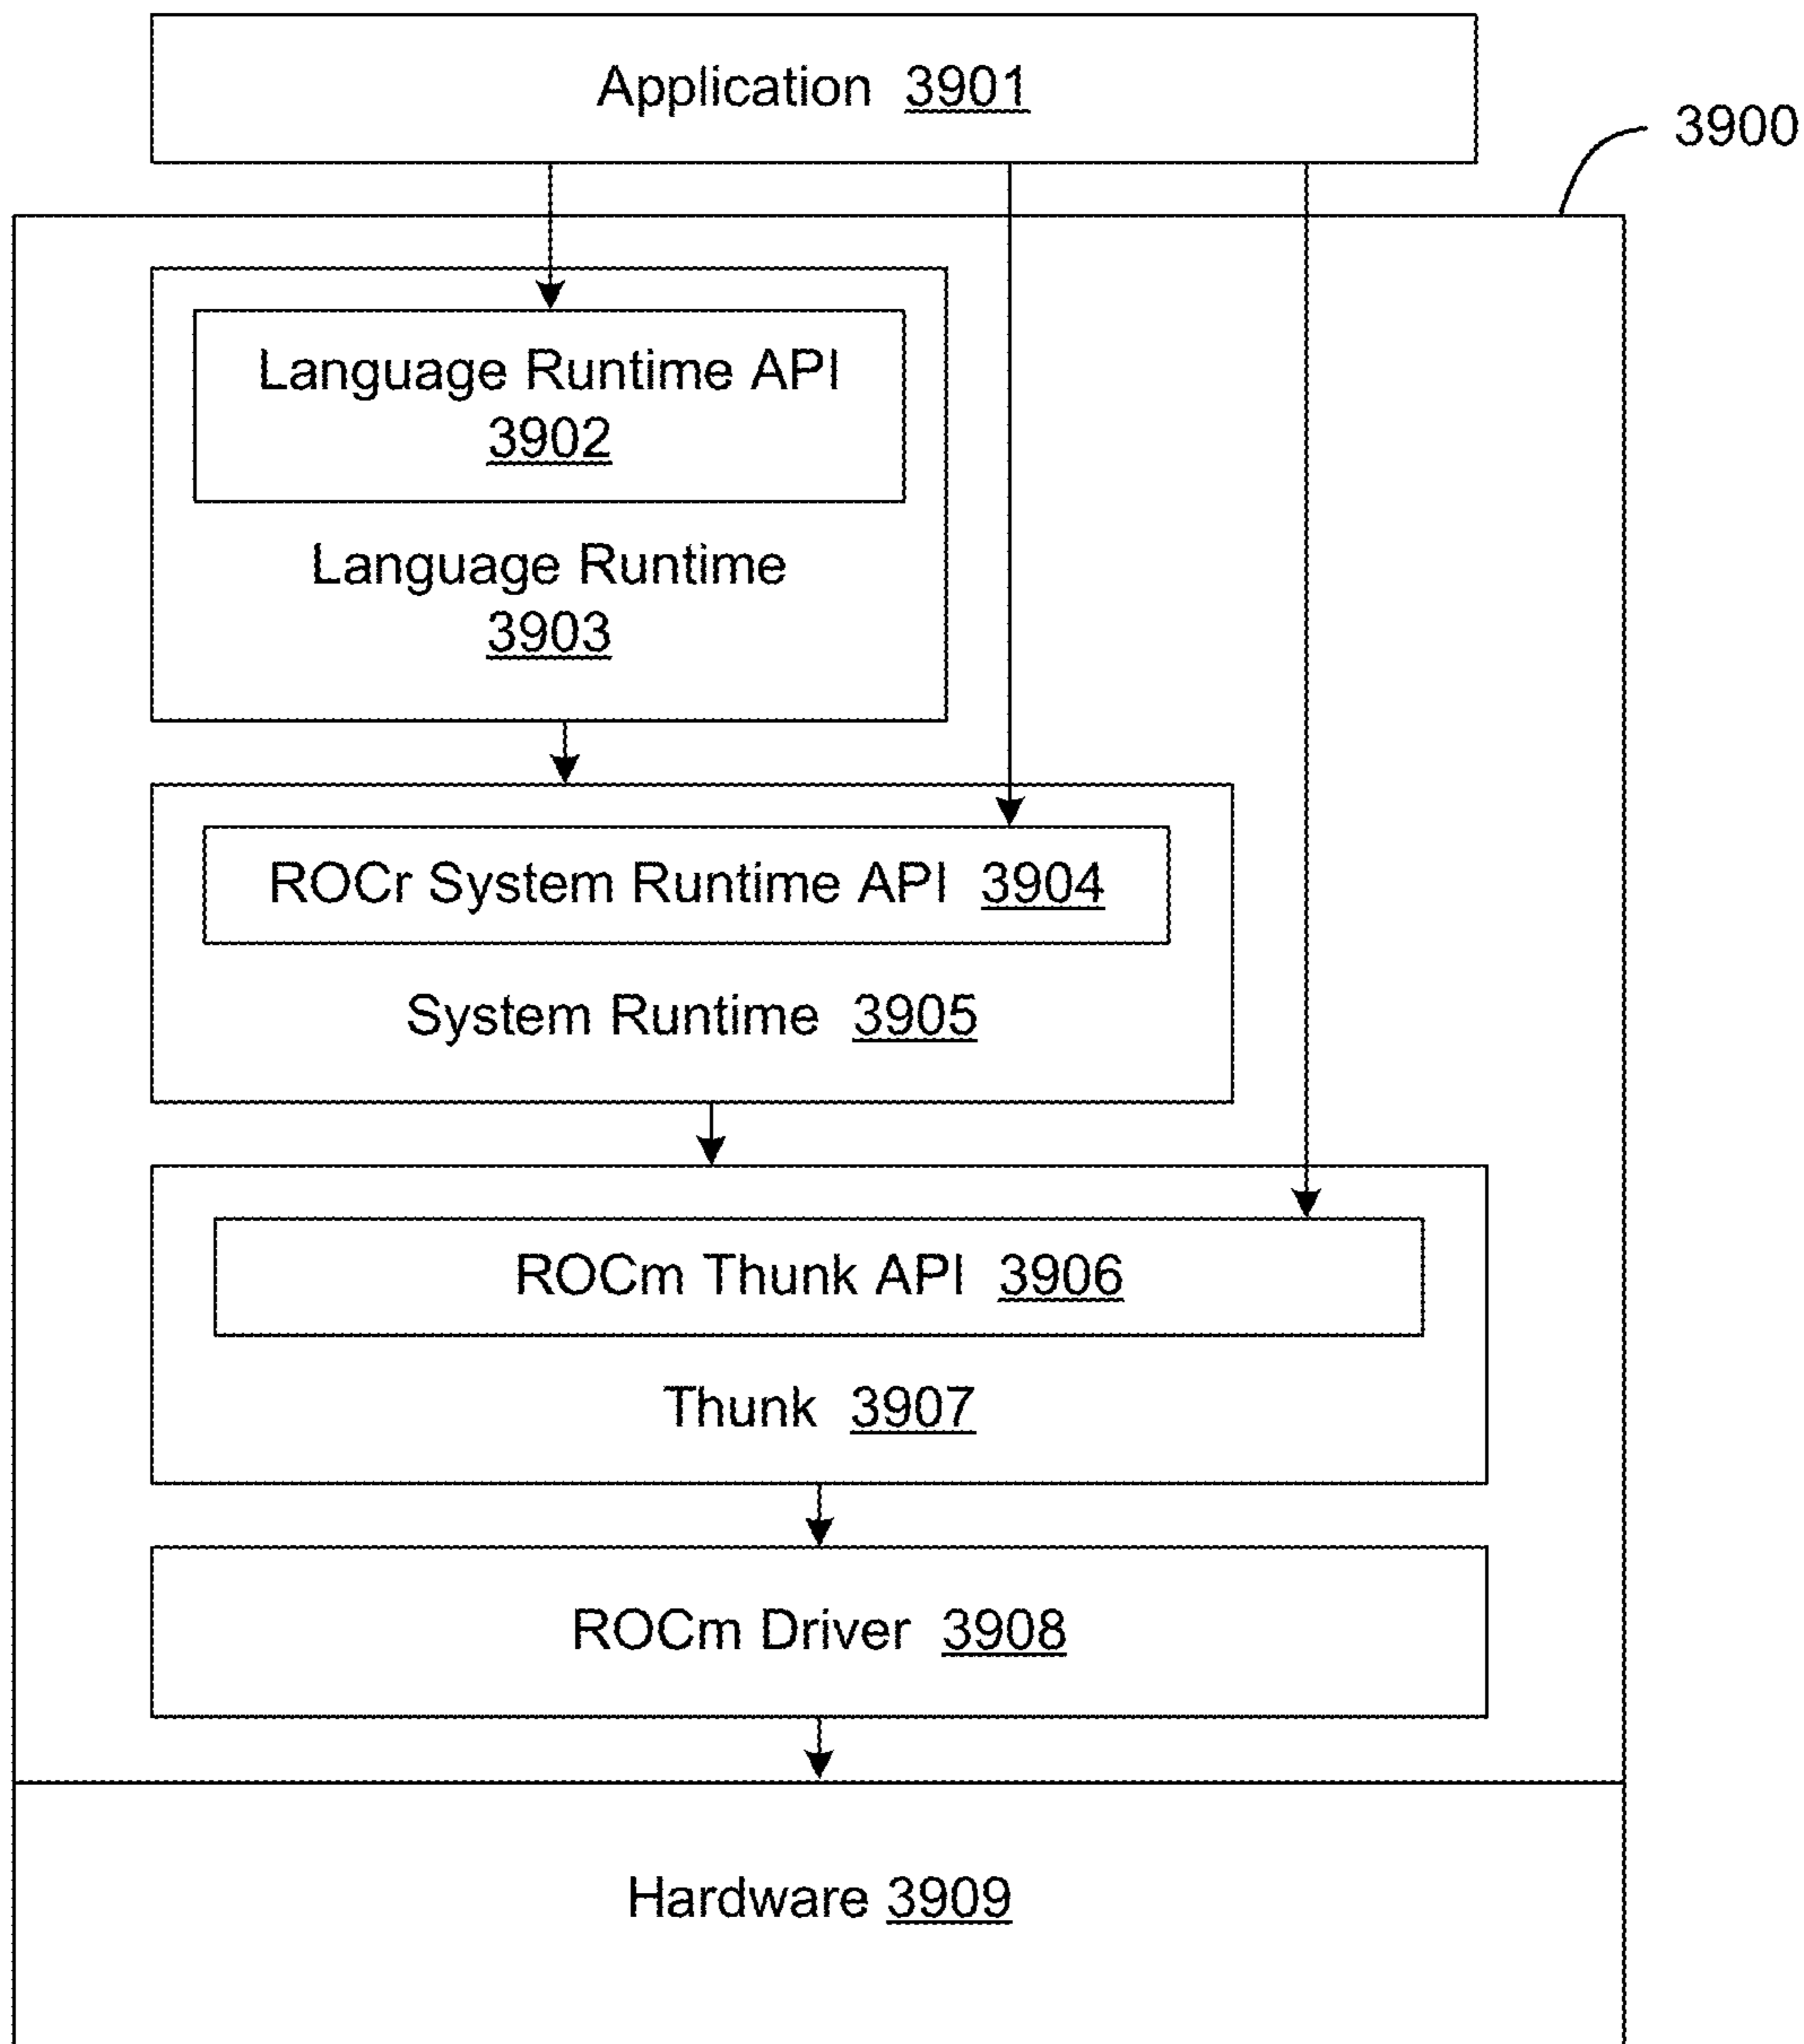 Application 3901
3900
Language Runtime API
3902
Language Runtime
3903
ROCr System Runtime API 3904
System Runtime 3905
ROCm Thunk API 3906
Thunk 3907
ROCm Driver 3908
Hardware 3909